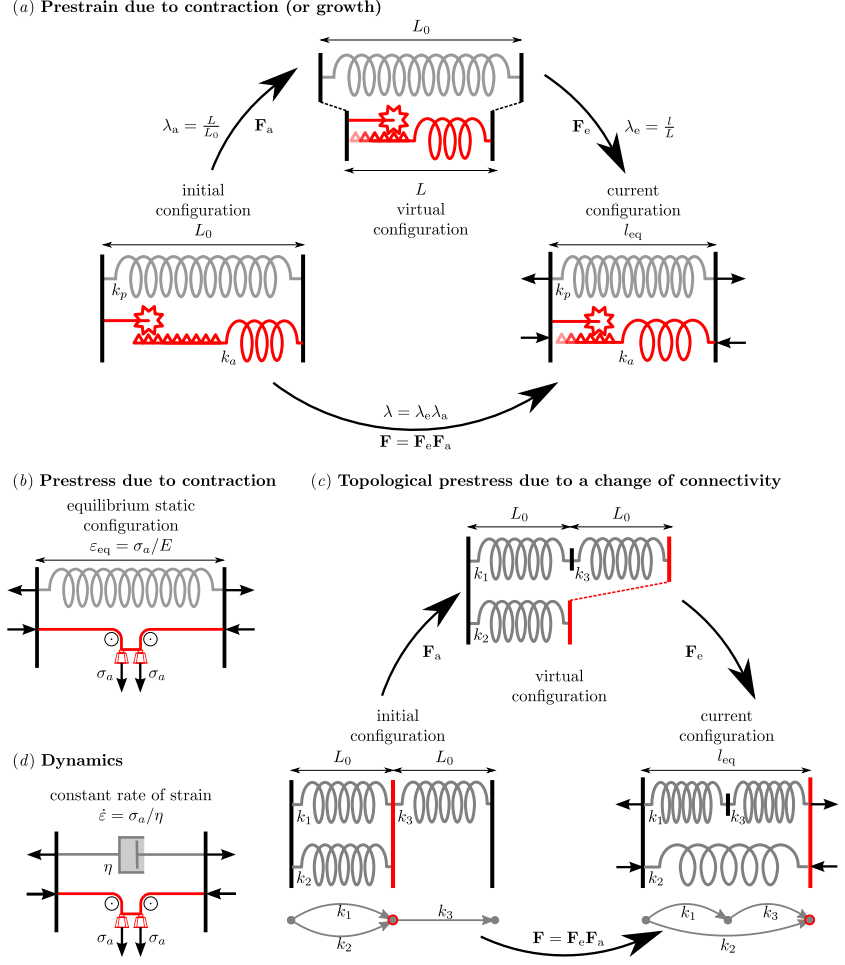 (a) Prestrain due to contraction (or growth)
L₀
λₐ = L/L₀
Fₐ
Fₑ
λₑ = l/L
L
virtual
configuration
initial
configuration
L₀
kₚ
kₐ
current
configuration
l_eq
kₚ
kₐ
λ = λₑλₐ
F = FₑFₐ
(b) Prestress due to contraction
equilibrium static
configuration
ε_eq = σₐ/E
σₐ
σₐ
(c) Topological prestress due to a change of connectivity
L₀
L₀
k₁
k₃
k₂
Fₐ
Fₑ
virtual
configuration
initial
configuration
L₀
L₀
k₁
k₃
k₂
k₁
k₃
k₂
current
configuration
l_eq
k₁
k₃
k₂
k₁
k₃
k₂
F = FₑFₐ
(d) Dynamics
constant rate of strain
ε̇ = σₐ/η
η
σₐ
σₐ